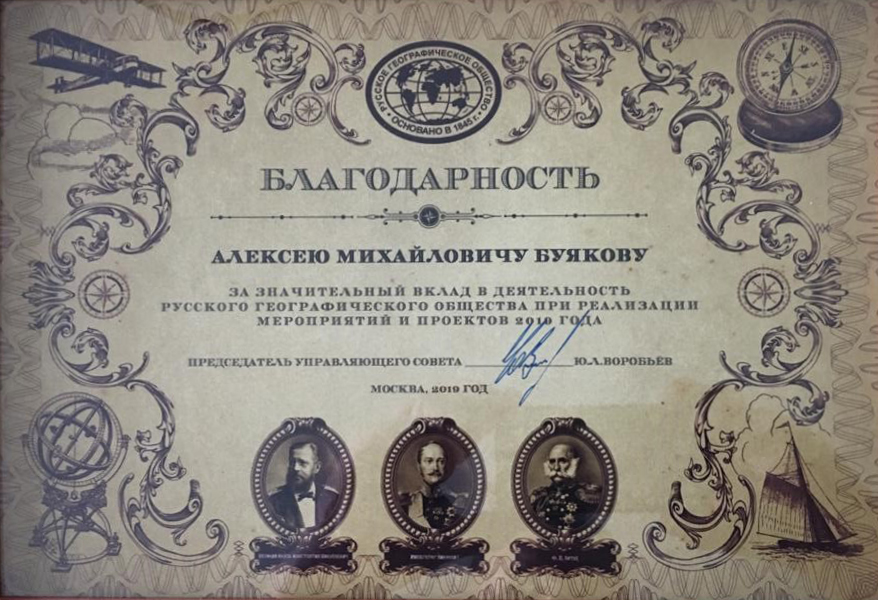 РУССКОЕ ГЕОГРАФИЧЕСКОЕ ОБЩЕСТВО
ОСНОВАНО В 1845 г.
БЛАГОДАРНОСТЬ
АЛЕКСЕЮ МИХАЙЛОВИЧУ БУЯКОВУ
ЗА ЗНАЧИТЕЛЬНЫЙ ВКЛАД В ДЕЯТЕЛЬНОСТЬ
РУССКОГО ГЕОГРАФИЧЕСКОГО ОБЩЕСТВА ПРИ РЕАЛИЗАЦИИ
МЕРОПРИЯТИЙ И ПРОЕКТОВ 2019 ГОДА
ПРЕДСЕДАТЕЛЬ УПРАВЛЯЮЩЕГО СОВЕТА Ю.Л.ВОРОБЬЁВ
МОСКВА, 2019 ГОД